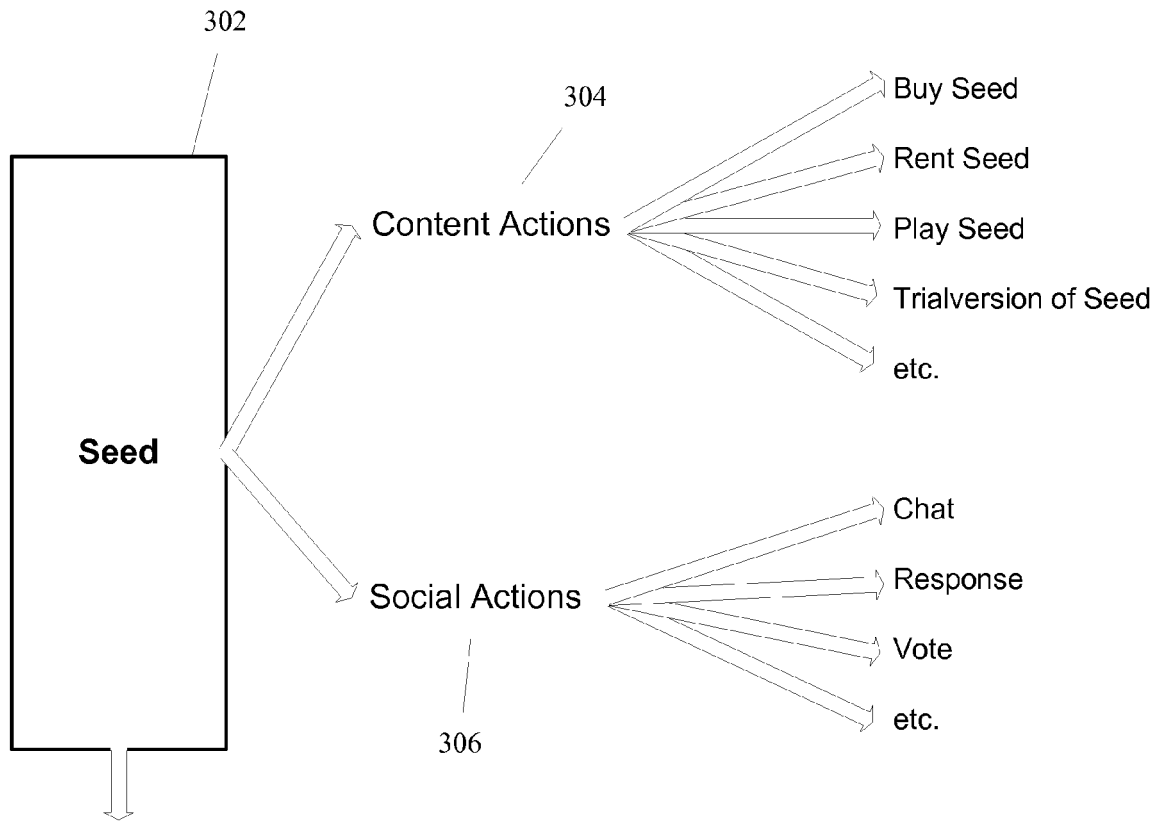 302
304
Buy Seed
Rent Seed
Content Actions
Play Seed
Trialversion of Seed
etc.
Seed
Chat
Response
Social Actions
Vote
etc.
306